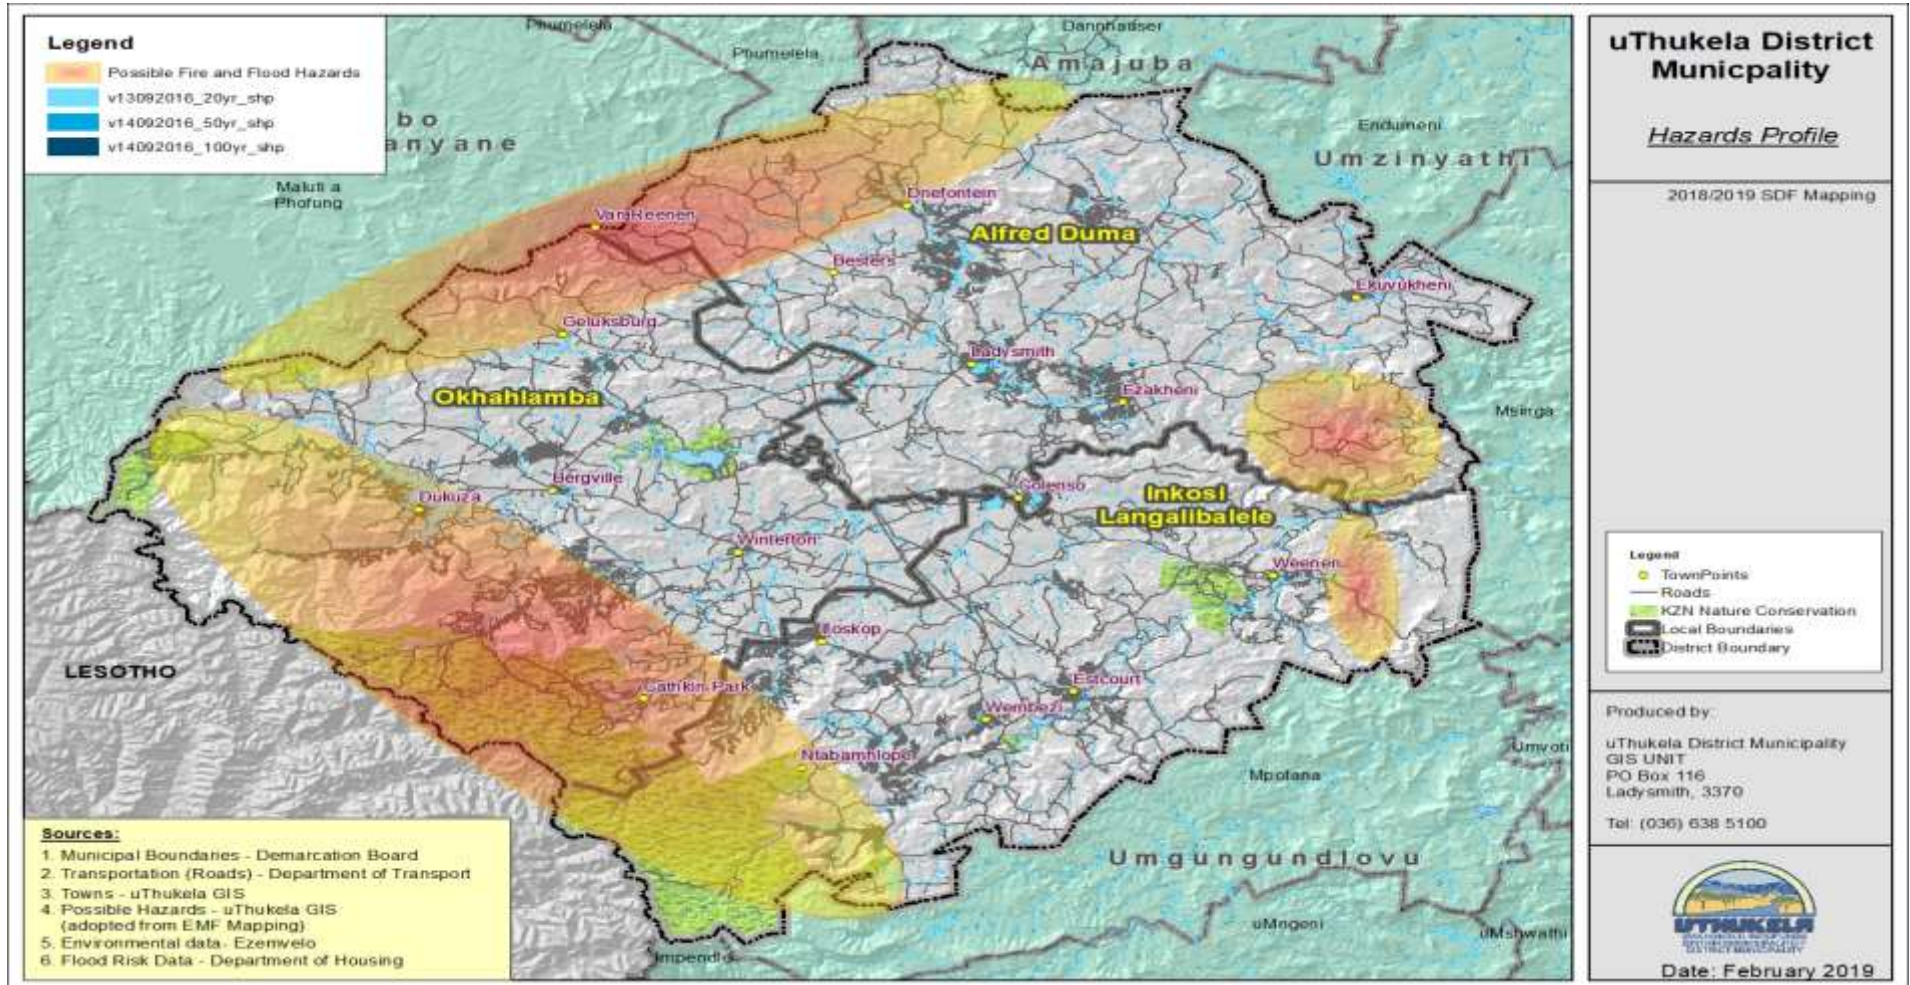 Legend
Possible Fire and Flood Hazards
v13092016_20yr_shp
v14092016_50yr_shp
v14092016_100yr_shp
Phumelela
Phumelela
Dannhauser
Amajuba
bo
anyane
Endumeni
Umzinyathi
Maluti a
Phofung
Van Reenen
Driefontein
Alfred Duma
Besters
Ekuvukheni
Geluksburg
Ladysmith
Okhahlamba
Ezakheni
Msinga
Bergville
Dukuza
Colenso
Inkosi
Langalibalele
Winterton
Weenen
Loskop
LESOTHO
Cathkin Park
Estcourt
Wembezi
Ntabamhlope
Umvoti
Mpofana
Umgungundlovu
uMngeni
uMshwathi
Impendle
Sources:
1. Municipal Boundaries - Demarcation Board
2. Transportation (Roads) - Department of Transport
3. Towns - uThukela GIS
4. Possible Hazards - uThukela GIS
(adopted from EMF Mapping)
5. Environmental data- Ezemvelo
6. Flood Risk Data - Department of Housing
uThukela District
Municpality
Hazards Profile
2018/2019 SDF Mapping
Legend
TownPoints
Roads
KZN Nature Conservation
Local Boundaries
District Boundary
Produced by:
uThukela District Municipality
GIS UNIT
PO Box 116
Ladysmith, 3370
Tel: (036) 638 5100
UTHUKELA
Date: February 2019